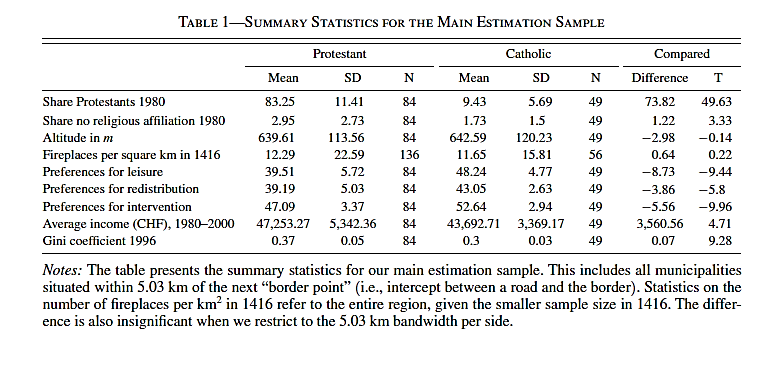 TABLE 1—SUMMARY STATISTICS FOR THE MAIN ESTIMATION SAMPLE
Protestant Catholic Compared
Mean SD N Mean SD N Difference T
Share Protestants 1980 83.25 11.41 84 9.43 5.69 49 73.82 49.63
Share no religious affiliation 1980 2.95 2.73 84 1.73 1.5 49 1.22 3.33
Altitude in m 639.61 113.56 84 642.59 120.23 49 −2.98 −0.14
Fireplaces per square km in 1416 12.29 22.59 136 11.65 15.81 56 0.64 0.22
Preferences for leisure 39.51 5.72 84 48.24 4.77 49 −8.73 −9.44
Preferences for redistribution 39.19 5.03 84 43.05 2.63 49 −3.86 −5.8
Preferences for intervention 47.09 3.37 84 52.64 2.94 49 −5.56 −9.96
Average income (CHF), 1980–2000 47,253.27 5,342.36 84 43,692.71 3,369.17 49 3,560.56 4.71
Gini coefficient 1996 0.37 0.05 84 0.3 0.03 49 0.07 9.28
Notes: The table presents the summary statistics for our main estimation sample. This includes all municipalities
situated within 5.03 km of the next “border point” (i.e., intercept between a road and the border). Statistics on the
number of fireplaces per km² in 1416 refer to the entire region, given the smaller sample size in 1416. The differ-
ence is also insignificant when we restrict to the 5.03 km bandwidth per side.